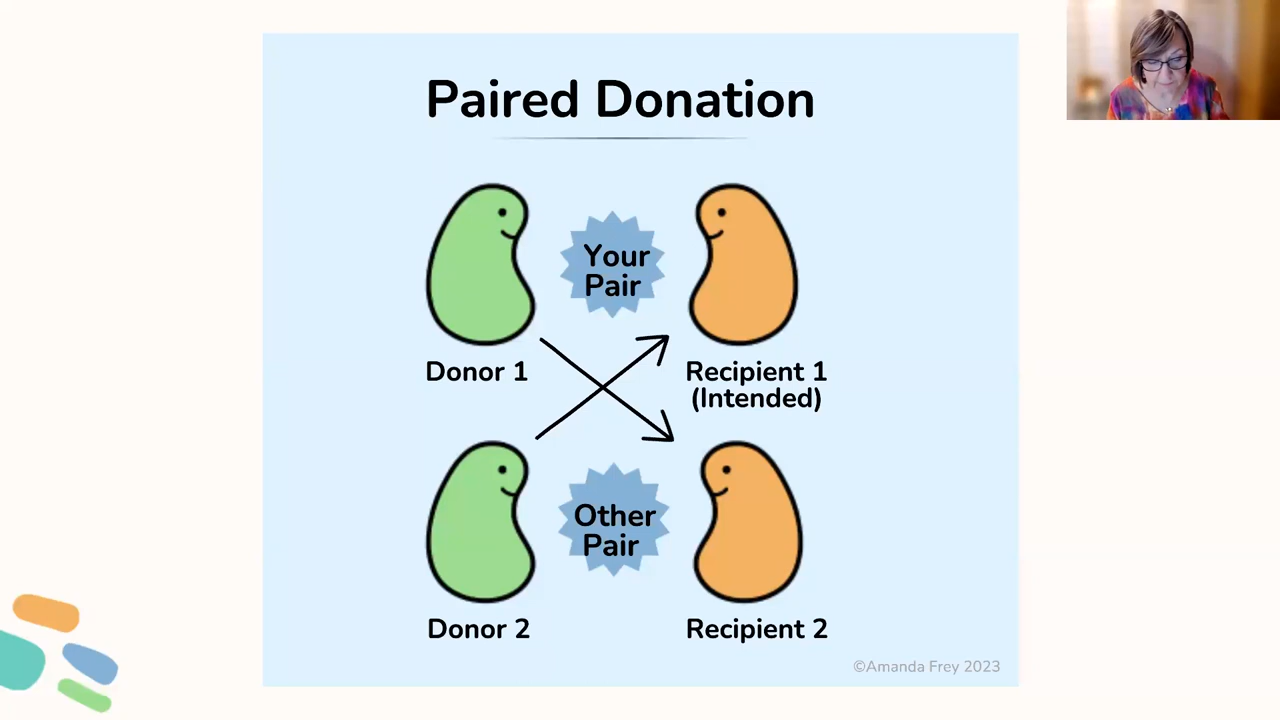 Paired Donation
Your
Pair
Donor 1
Recipient 1
(Intended)
Other
Pair
Donor 2
Recipient 2
©Amanda Frey 2023